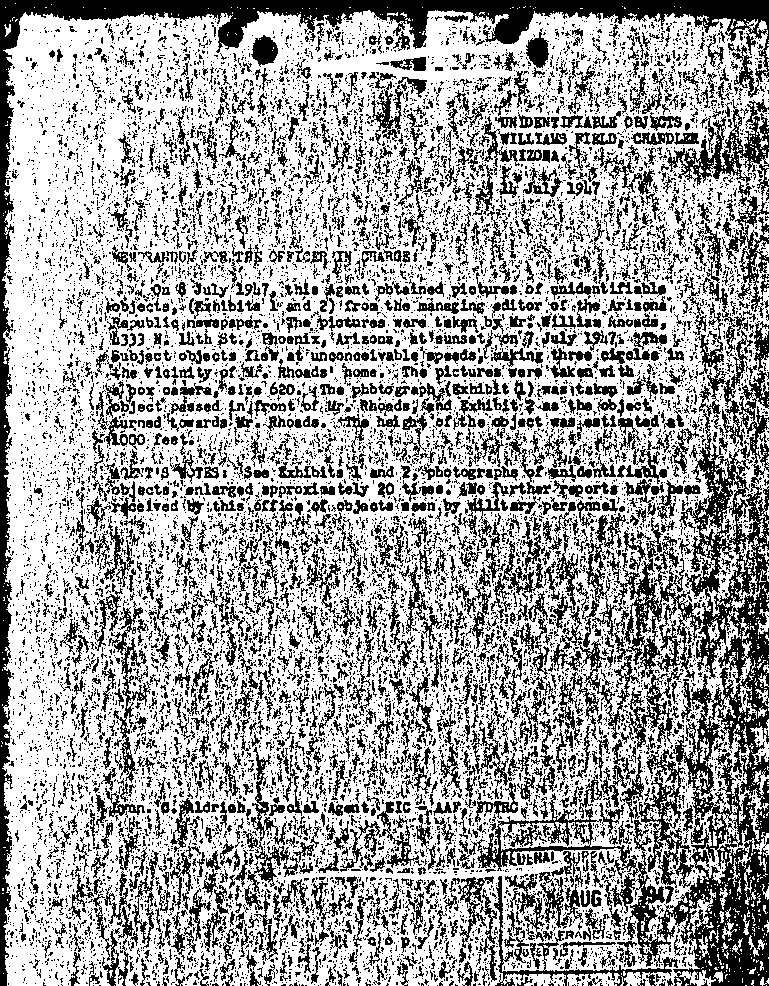 copy
UNIDENTIFIABLE OBJECTS,
WILLIAMS FIELD, CHANDLER,
ARIZONA.
14 July 1947
MEMORANDUM FOR THE OFFICER IN CHARGE:
On 8 July 1947, this Agent obtained pictures of unidentifiable
objects, (Exhibits 1 and 2) from the managing editor of the Arizona
Republic newspaper. The pictures were taken by Mr. William Rhoads,
4333 N. 14th St., Phoenix, Arizona, at sunset, on 7 July 1947. The
Subject objects flew at unconceivable speeds, making three circles in
the vicinity of Mr. Rhoads' home. The pictures were taken with
a box camera, size 620. The photograph (Exhibit 1) was taken as the
object passed in front of Mr. Rhoads, and Exhibit 2 as the object
turned towards Mr. Rhoads. The height of the object was estimated at
1000 feet.
AGENT'S NOTES: See Exhibits 1 and 2, photographs of unidentifiable
objects, enlarged approximately 20 times. No further reports have been
received by this office of objects seen by military personnel.
Lynn C. Aldrich, Special Agent, CIC - AAF,
FEDERAL BUREAU
AUG 1947
SAN FRANCISCO
copy